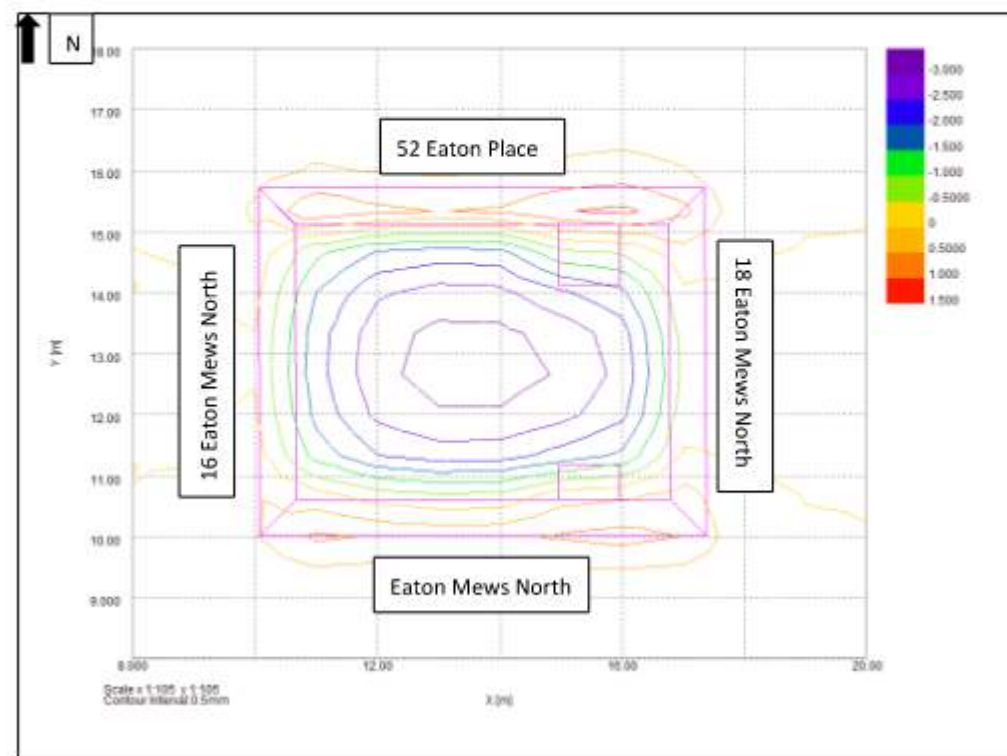 N
18.00
17.00
16.00
15.00
14.00
13.00
12.00
11.00
10.00
9.000
Y [m]
52 Eaton Place
16 Eaton Mews North
18 Eaton Mews North
Eaton Mews North
-3.000
-2.500
-2.000
-1.500
-1.000
-0.5000
0
0.5000
1.000
1.500
8.000
12.00
16.00
20.00
Scale x 1:105 y 1:105
Contour Interval 0.5mm
X [m]